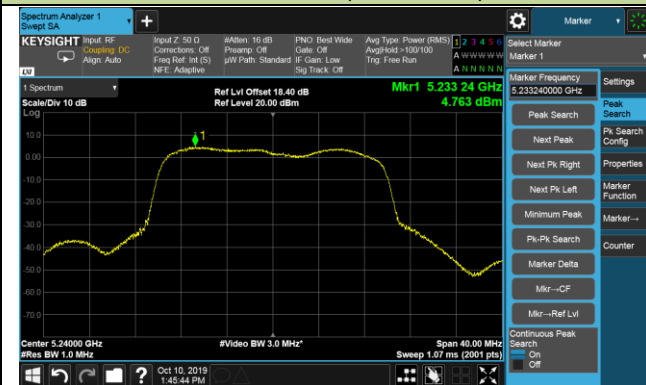 Spectrum Analyzer 1
Swept SA
+
Marker
KEYSIGHT
Input: RF
Coupling: DC
Align: Auto
Input Z: 50 Ω
Corrections: Off
Freq Ref: Int (S)
NFE: Adaptive
#Atten: 16 dB
Preamp: Off
µW Path: Standard
PNO: Best Wide
Gate: Off
IF Gain: Low
Sig Track: Off
Avg Type: Power (RMS)
Avg|Hold:>100/100
Trig: Free Run
1 2 3 4 5 6
A W W W W W
A N N N N N
LXI
Select Marker
Marker 1
1 Spectrum
Scale/Div 10 dB
Log
Ref Lvl Offset 18.40 dB
Ref Level 20.00 dBm
Mkr1 5.233 24 GHz
4.763 dBm
10.0
0.00
-10.0
-20.0
-30.0
-40.0
-50.0
-60.0
-70.0
1
Center 5.24000 GHz
#Res BW 1.0 MHz
#Video BW 3.0 MHz*
Span 40.00 MHz
Sweep 1.07 ms (2001 pts)
Marker Frequency
5.233240000 GHz
Peak Search
Next Peak
Next Pk Right
Next Pk Left
Minimum Peak
Pk-Pk Search
Marker Delta
Mkr→CF
Mkr→Ref Lvl
Continuous Peak
Search
On
Off
Settings
Peak
Search
Pk Search
Config
Properties
Marker
Function
Marker→
Counter
?
Oct 10, 2019
1:45:44 PM